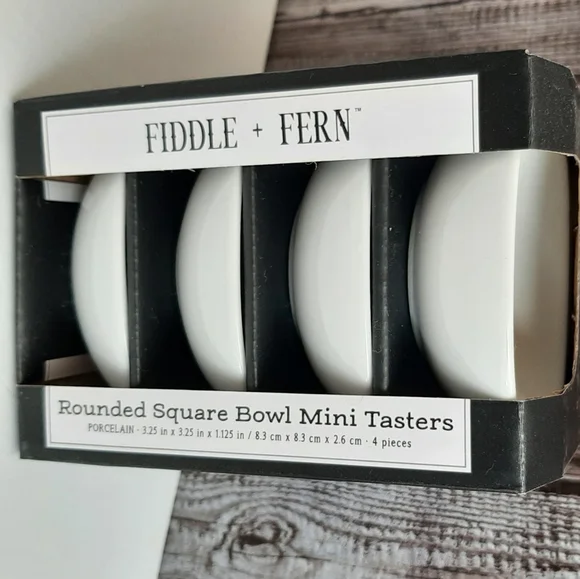 FIDDLE + FERN™
Rounded Square Bowl Mini Tasters
PORCELAIN · 3.25 in x 3.25 in x 1.125 in / 8.3 cm x 8.3 cm x 2.6 cm · 4 pieces